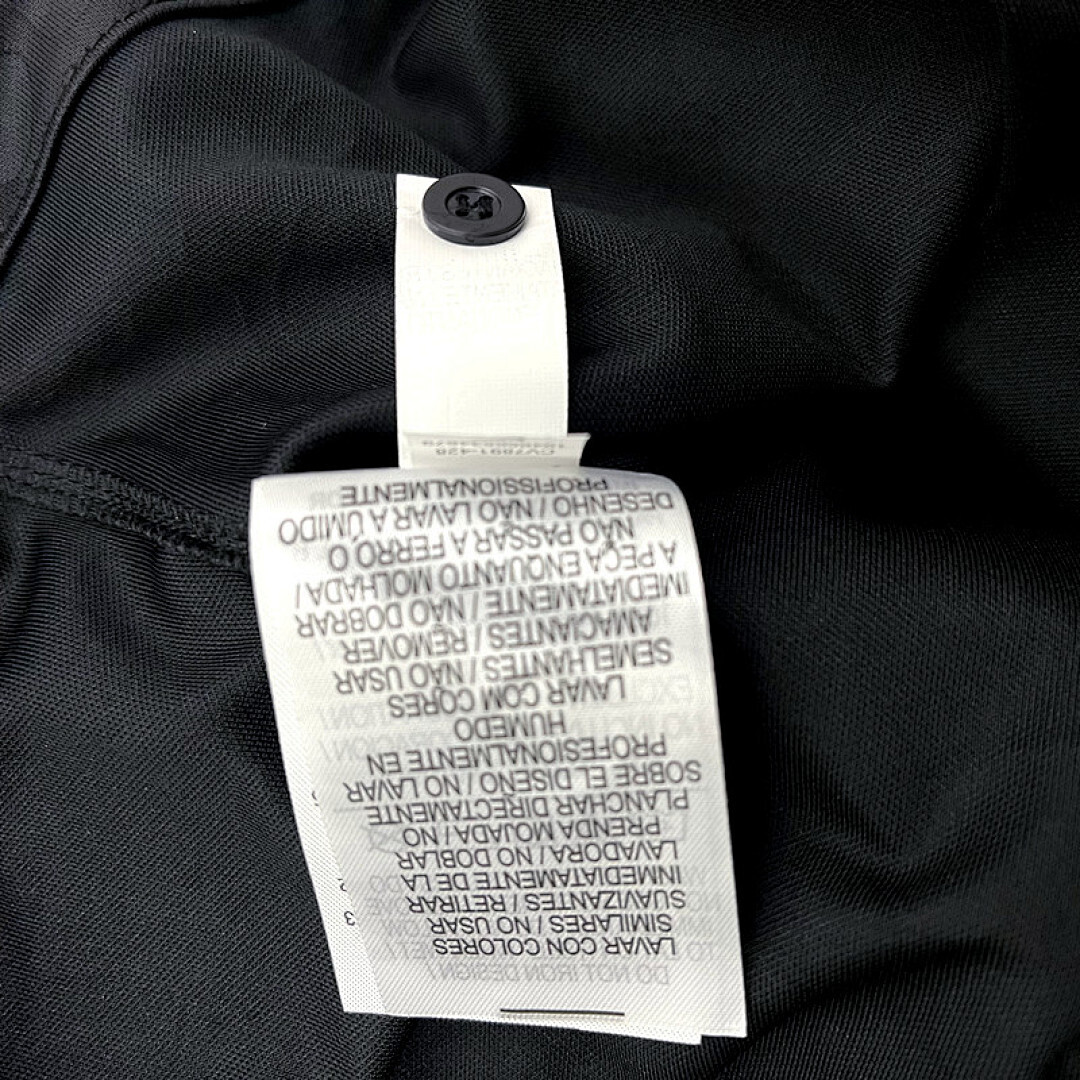 LAVAR CON COLORES
SIMILARES / NO USAR
SUAVIZANTES / RETIRAR
INMEDIATAMENTE DE LA
LAVADORA / NO DOBLAR
PRENDA MOJADA / NO
PLANCHAR DIRECTAMENTE
SOBRE EL DISEÑO / NO LAVAR
PROFESIONALMENTE EN
HUMEDO
LAVAR COM CORES
SEMELHANTES / NÃO USAR
AMACIANTES / REMOVER
IMEDIATAMENTE / NÃO DOBRAR
A PEÇA ENQUANTO MOLHADA /
NÃO PASSAR A FERRO O
DESENHO / NÃO LAVAR A ÚMIDO
PROFISSIONALMENTE
CV7891-428
DO NOT IRON DESIGN /
3